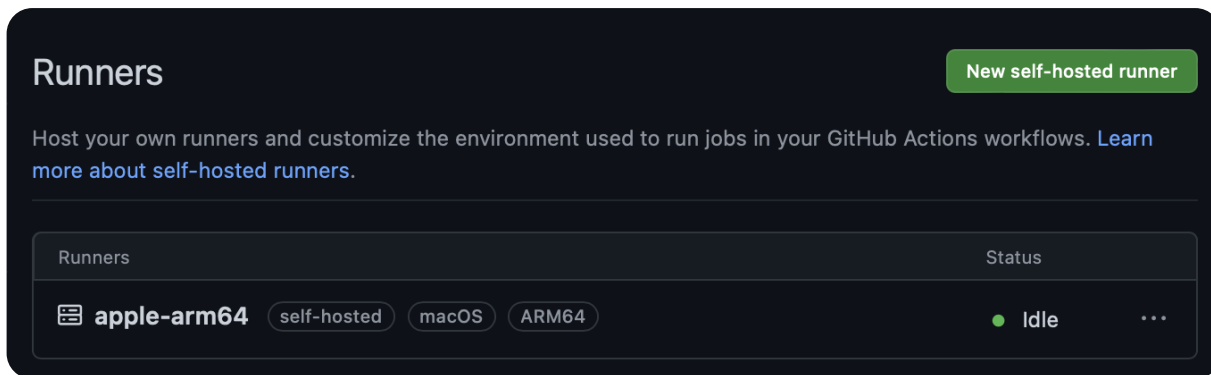 Runners
New self-hosted runner
Host your own runners and customize the environment used to run jobs in your GitHub Actions workflows. Learn
more about self-hosted runners.
Runners Status
apple-arm64 self-hosted macOS ARM64 Idle